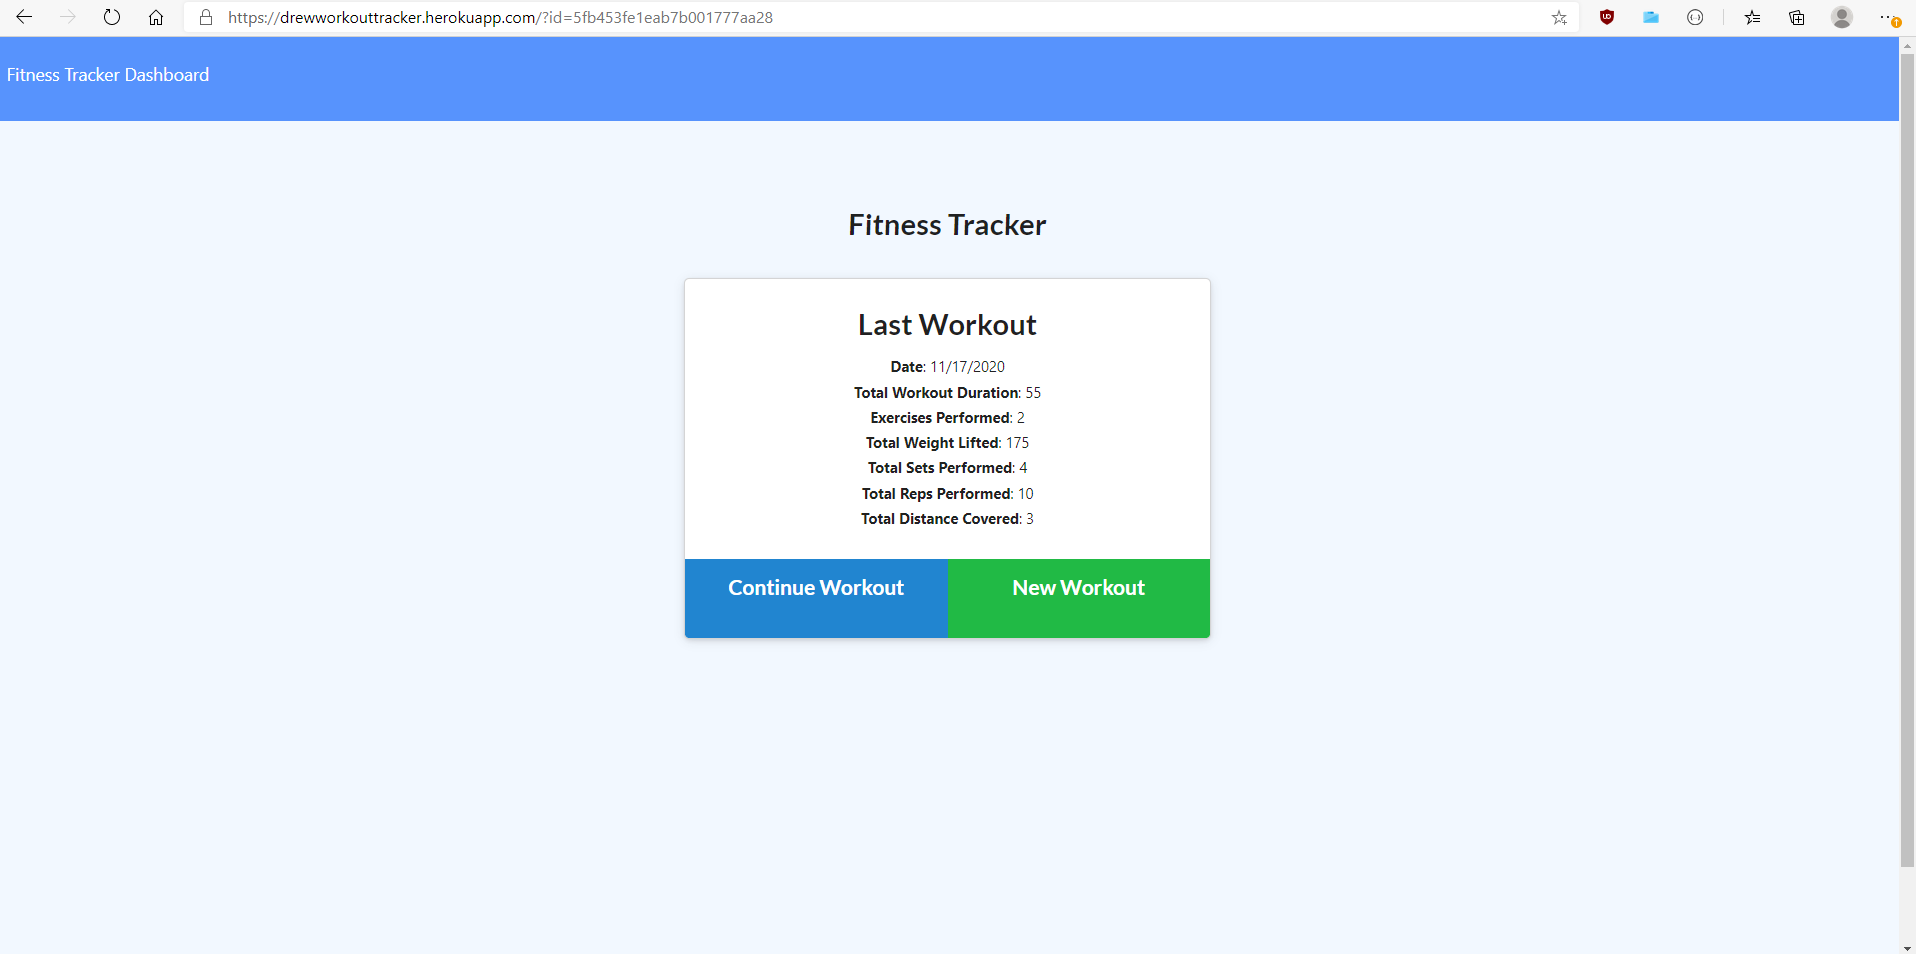 https://drewworkouttracker.herokuapp.com/?id=5fb453fe1eab7b001777aa28
Fitness Tracker Dashboard
Fitness Tracker
Last Workout
Date: 11/17/2020
Total Workout Duration: 55
Exercises Performed: 2
Total Weight Lifted: 175
Total Sets Performed: 4
Total Reps Performed: 10
Total Distance Covered: 3
Continue Workout
New Workout